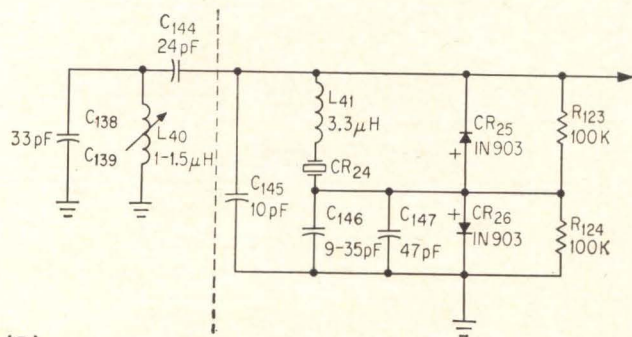 C144
24pF
33pF
C138
C139
L40
1-1.5μH
C145
10pF
L41
3.3μH
CR24
C146
9-35pF
C147
47pF
CR25
+
IN903
+
CR26
IN903
R123
100K
R124
100K